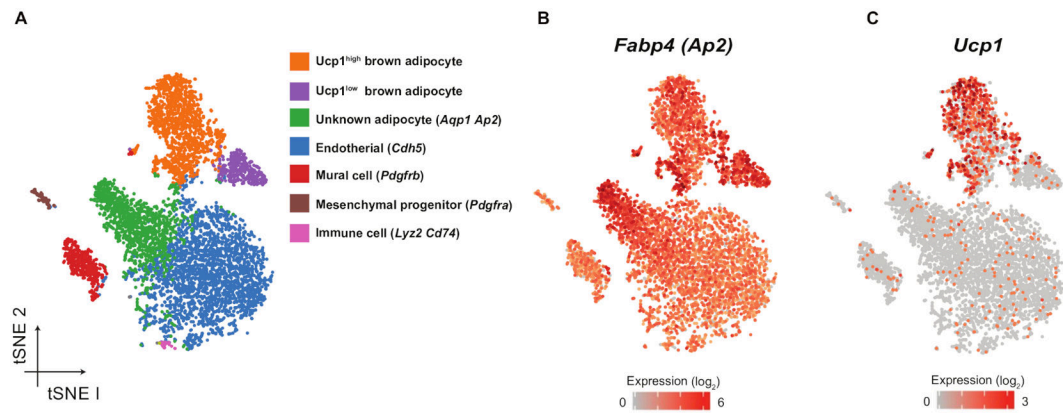 A
Ucp1high brown adipocyte
Ucp1low brown adipocyte
Unknown adipocyte (Aqp1 Ap2)
Endotherial (Cdh5)
Mural cell (Pdgfrb)
Mesenchymal progenitor (Pdgfra)
Immune cell (Lyz2 Cd74)
tSNE 2
tSNE I
B
Fabp4 (Ap2)
Expression (log2)
0 6
C
Ucp1
Expression (log2)
0 3